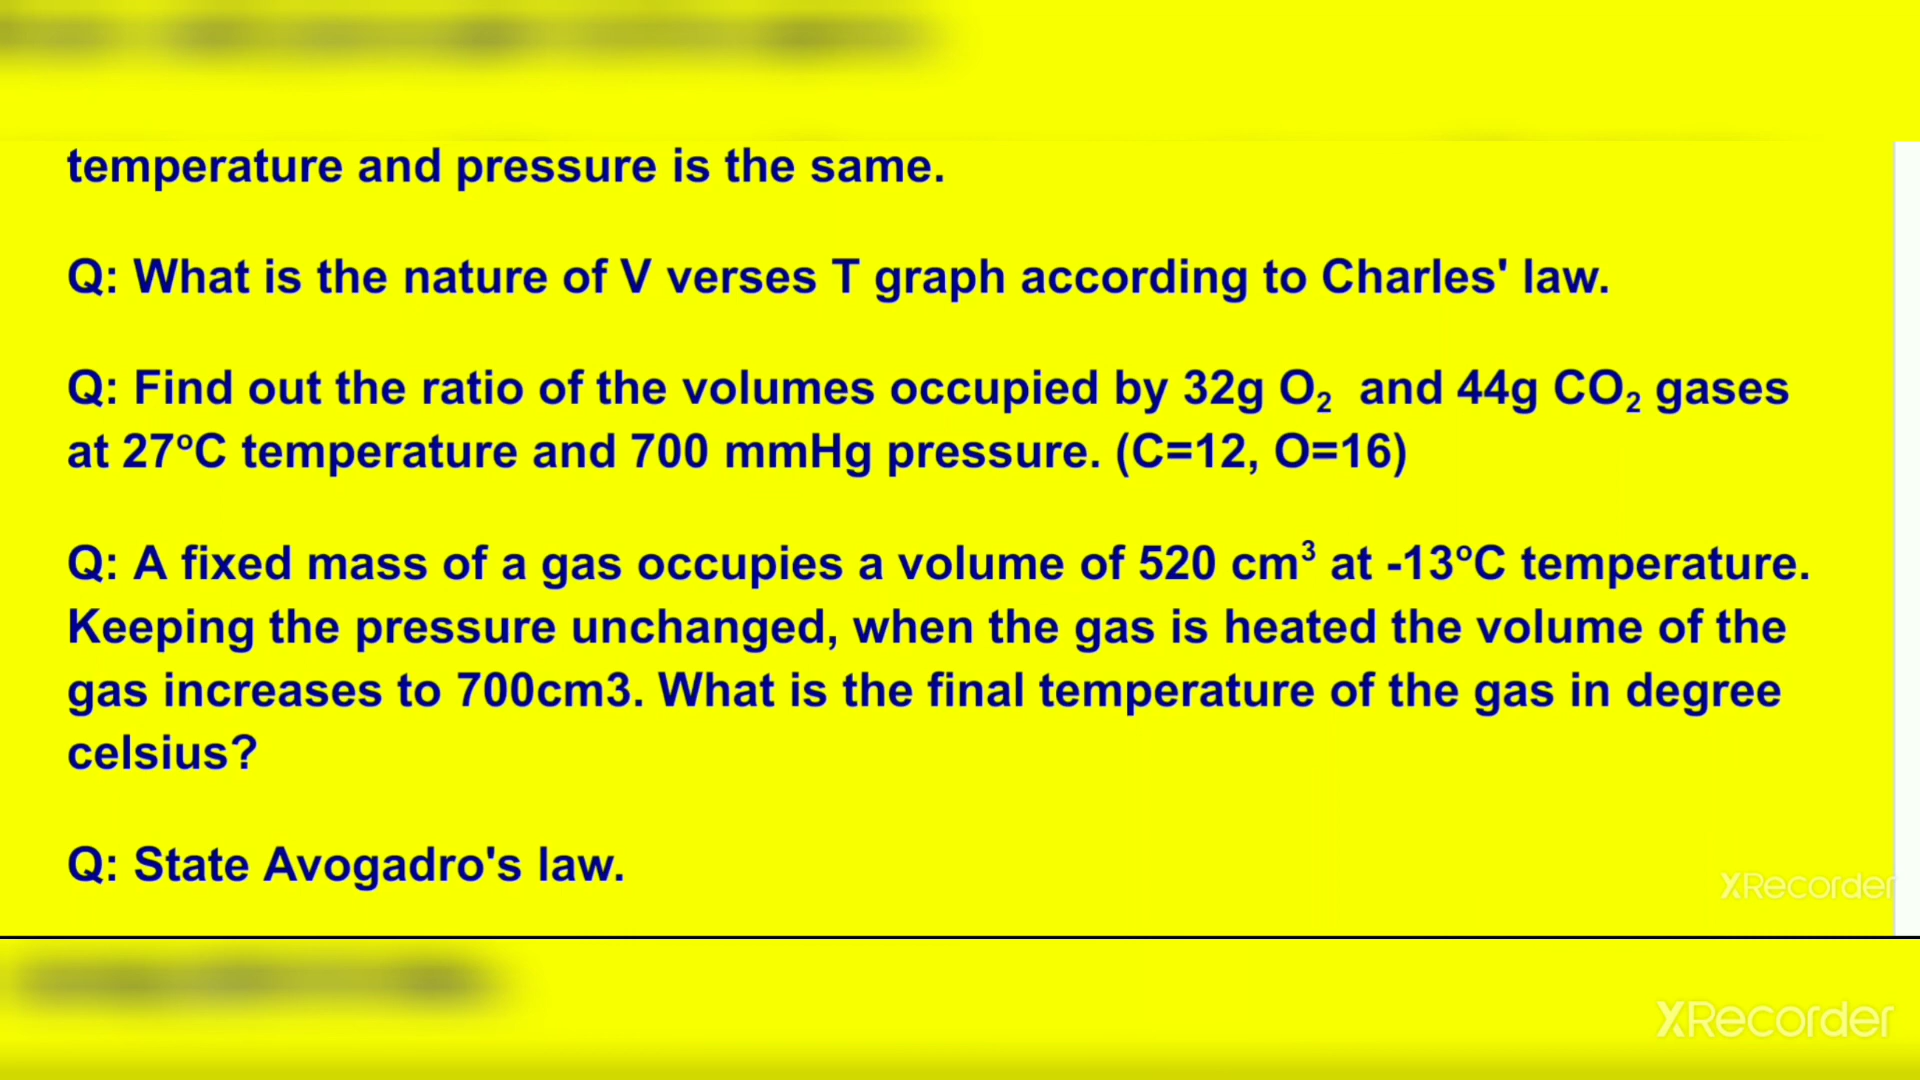 temperature and pressure is the same.
Q: What is the nature of V verses T graph according to Charles' law.
Q: Find out the ratio of the volumes occupied by 32g O₂ and 44g CO₂ gases
at 27ºC temperature and 700 mmHg pressure. (C=12, O=16)
Q: A fixed mass of a gas occupies a volume of 520 cm³ at -13ºC temperature.
Keeping the pressure unchanged, when the gas is heated the volume of the
gas increases to 700cm3. What is the final temperature of the gas in degree
celsius?
Q: State Avogadro's law.
XRecorder
XRecorder